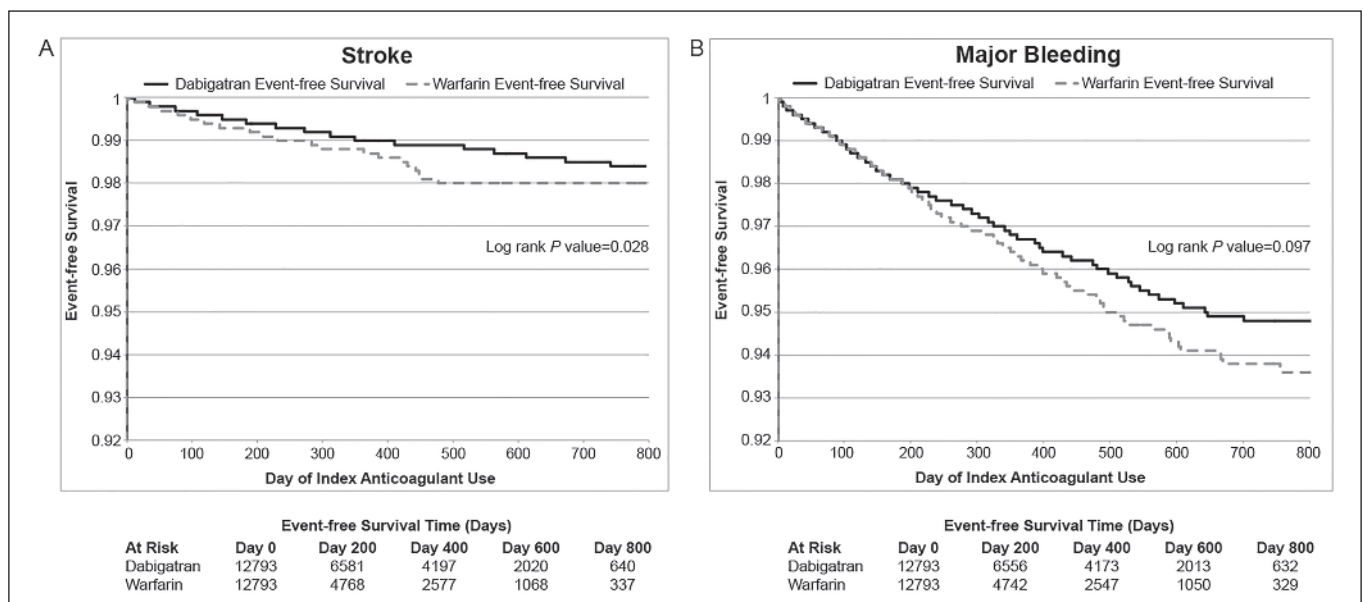 A
Stroke
Dabigatran Event-free Survival Warfarin Event-free Survival
1
0.99
0.98
0.97
0.96
0.95
0.94
0.93
0.92
Event-free Survival
Log rank P value=0.028
0 100 200 300 400 500 600 700 800
Day of Index Anticoagulant Use
Event-free Survival Time (Days)
At Risk Day 0 Day 200 Day 400 Day 600 Day 800
Dabigatran 12793 6581 4197 2020 640
Warfarin 12793 4768 2577 1068 337
B
Major Bleeding
Dabigatran Event-free Survival Warfarin Event-free Survival
1
0.99
0.98
0.97
0.96
0.95
0.94
0.93
0.92
Event-free Survival
Log rank P value=0.097
0 100 200 300 400 500 600 700 800
Day of Index Anticoagulant Use
Event-free Survival Time (Days)
At Risk Day 0 Day 200 Day 400 Day 600 Day 800
Dabigatran 12793 6556 4173 2013 632
Warfarin 12793 4742 2547 1050 329